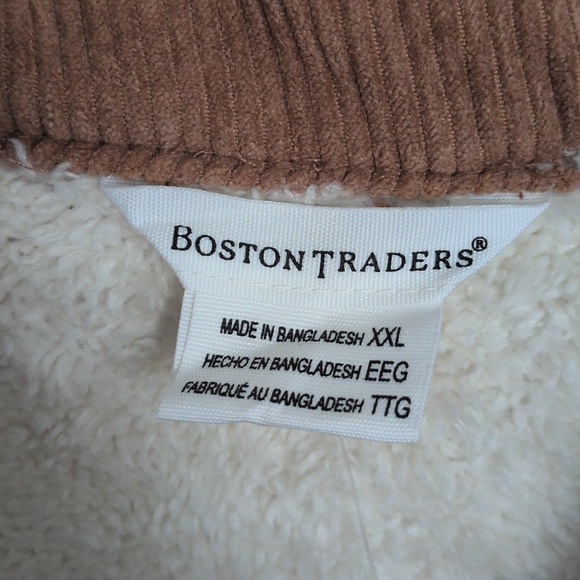 BOSTON TRADERS®
MADE IN BANGLADESH XXL
HECHO EN BANGLADESH EEG
FABRIQUÉ AU BANGLADESH TTG